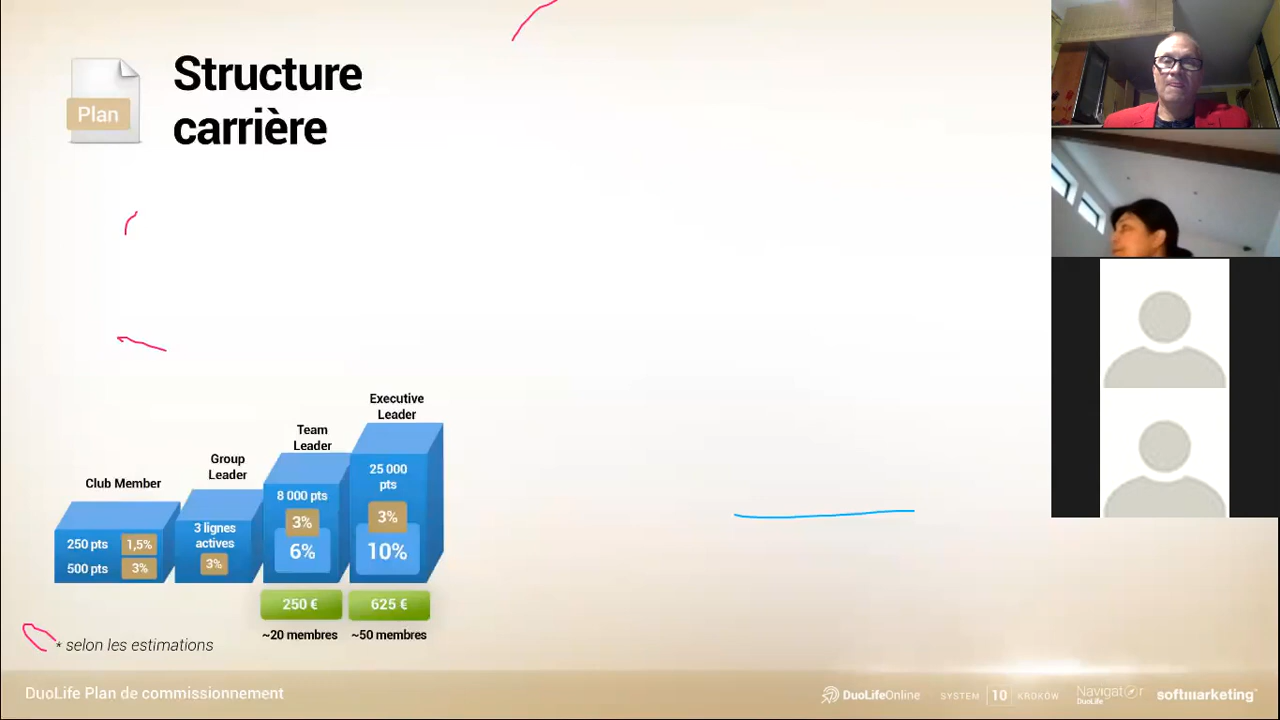 Plan
Structure
carrière
Club Member
250 pts 1,5%
500 pts 3%
Group
Leader
3 lignes
actives
3%
Team
Leader
8 000 pts
3%
6%
250 €
~20 membres
Executive
Leader
25 000
pts
3%
10%
625 €
~50 membres
* selon les estimations
DuoLife Plan de commissionnement
DuoLifeOnline
SYSTEM 10 KROKÓW
Navigator
DuoLife
softmarketing